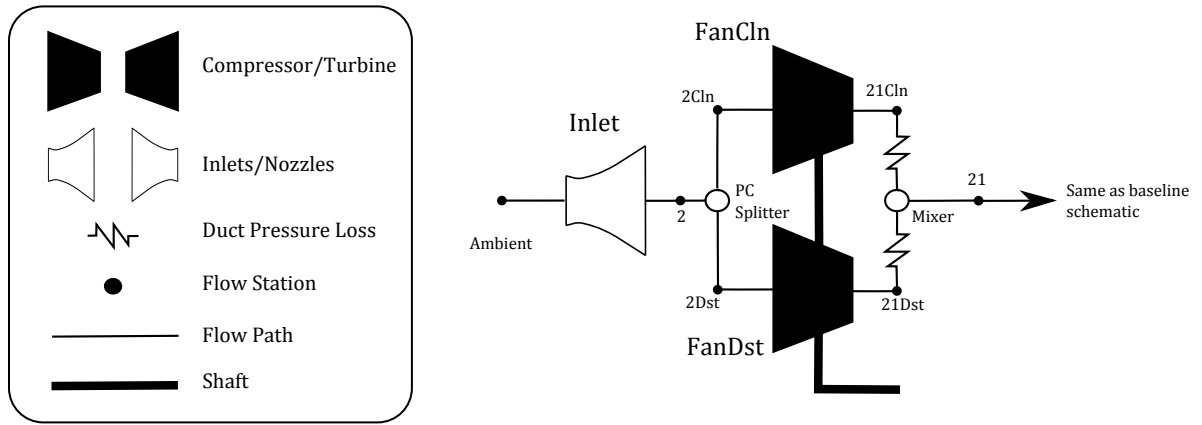 Compressor/Turbine
Inlets/Nozzles
Duct Pressure Loss
Flow Station
Flow Path
Shaft
FanCln
2Cln
21Cln
Inlet
Ambient
2
PC
Splitter
Mixer
21
Same as baseline
schematic
2Dst
21Dst
FanDst